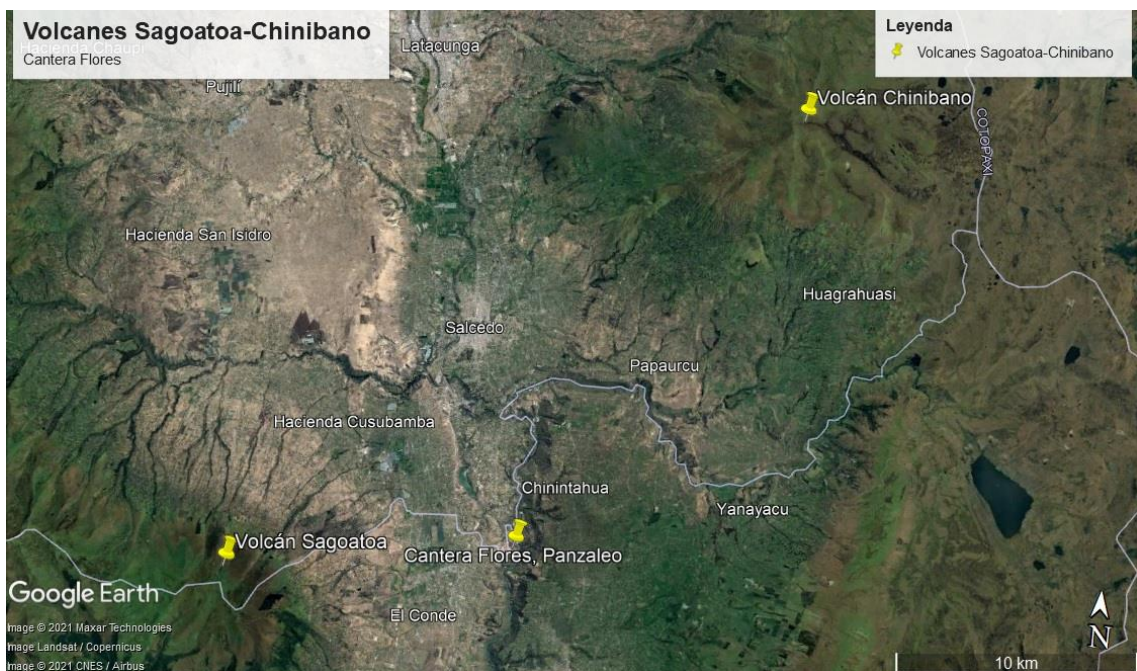 Volcanes Sagoatoa-Chinibano
Hacienda Chaupi
Cantera Flores
Leyenda
Volcanes Sagoatoa-Chinibano
Latacunga
Pujilí
Volcán Chinibano
COTOPAXI
Hacienda San Isidro
Huagrahuasi
Salcedo
Papaurcu
Hacienda Cusubamba
Chinintahua
Yanayacu
Volcán Sagoatoa
Cantera Flores, Panzaleo
Google Earth
El Conde
Image © 2021 Maxar Technologies
Image Landsat / Copernicus
Image © 2021 CNES / Airbus
N
10 km